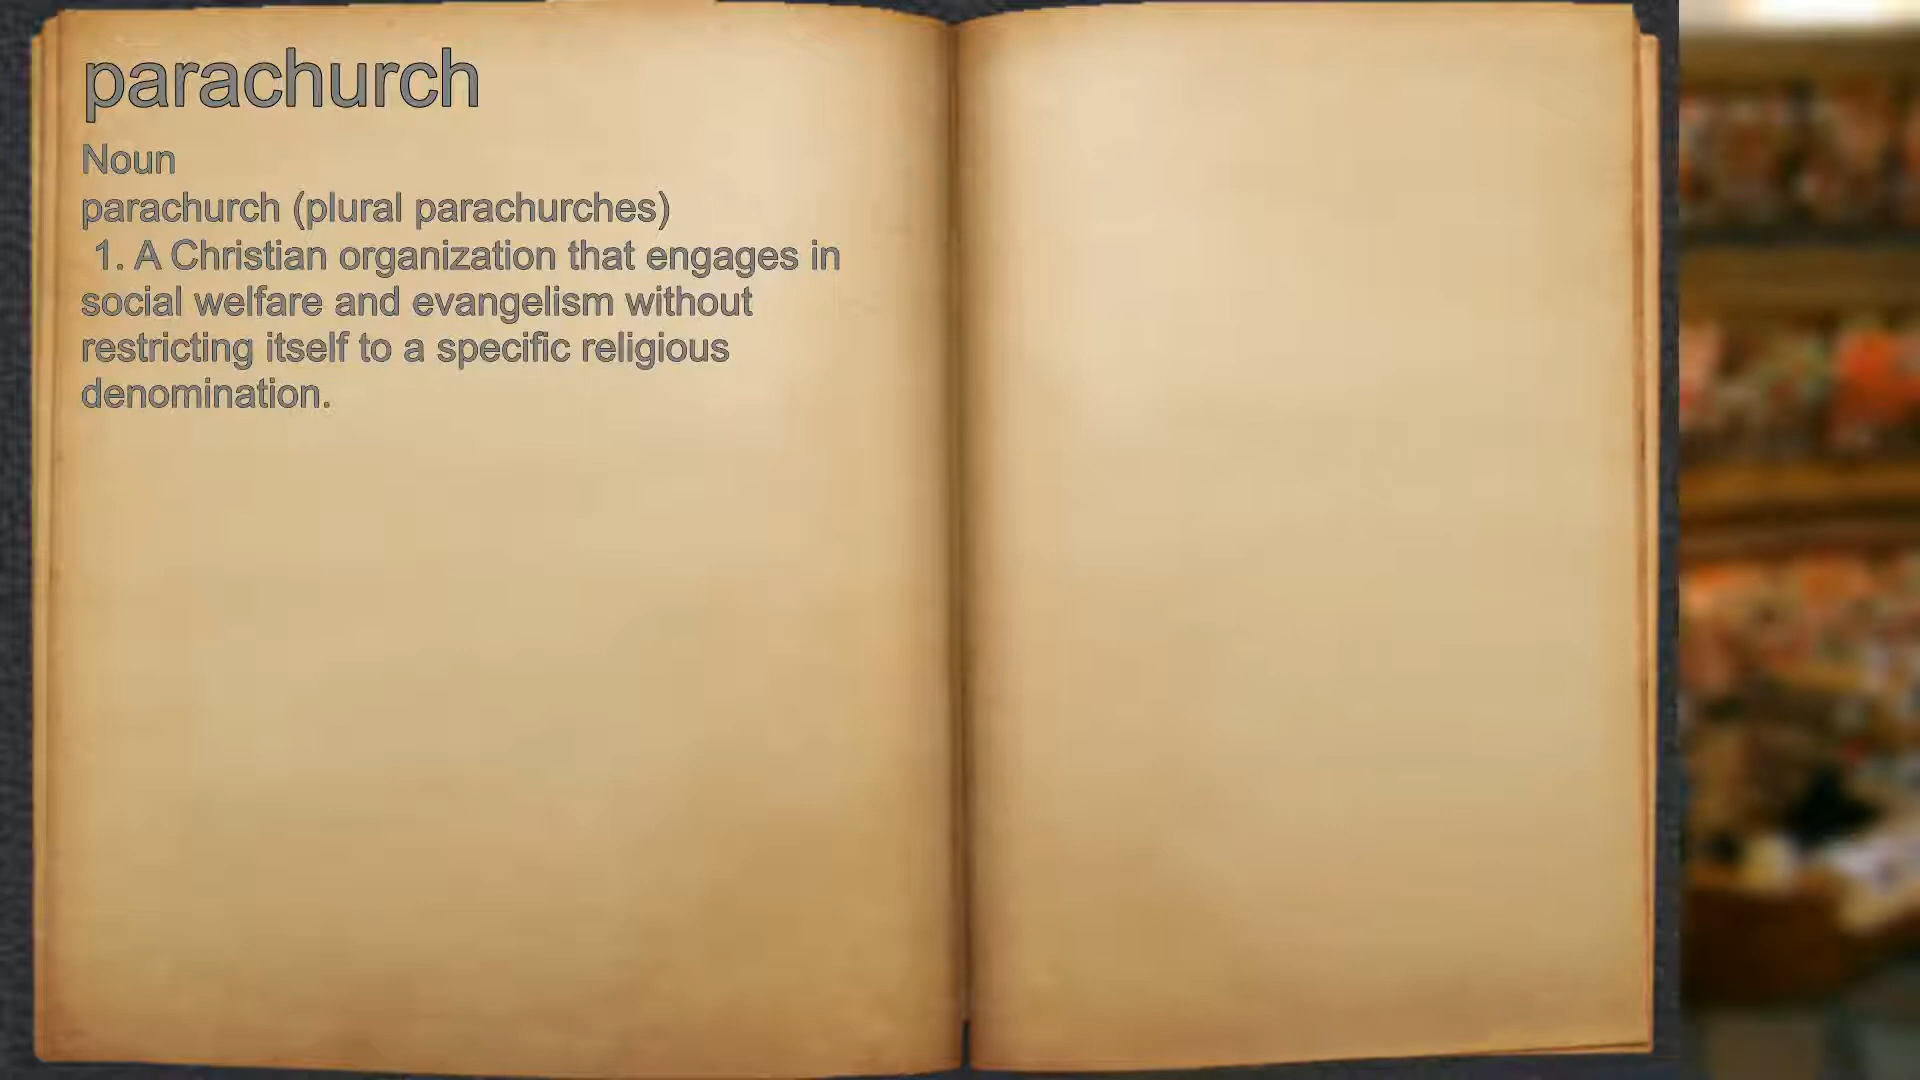 parachurch
Noun
parachurch (plural parachurches)
1. A Christian organization that engages in
social welfare and evangelism without
restricting itself to a specific religious
denomination.